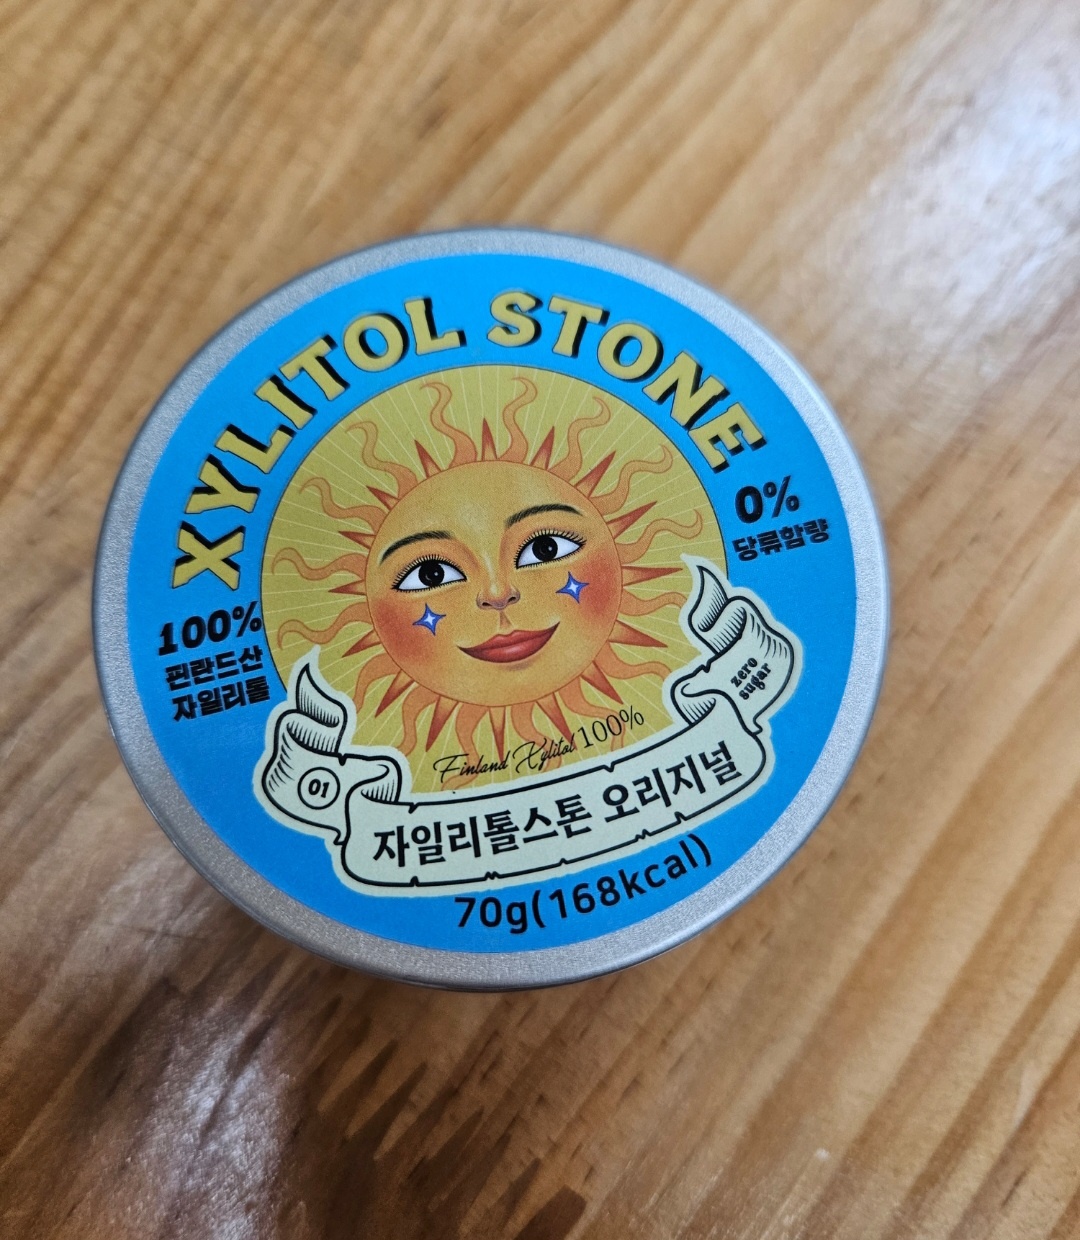 XYLITOL STONE
0%
당류함량
100%
핀란드산
자일리톨
zero
sugar
Finland Xylitol 100%
01
자일리톨스톤 오리지널
70g(168kcal)